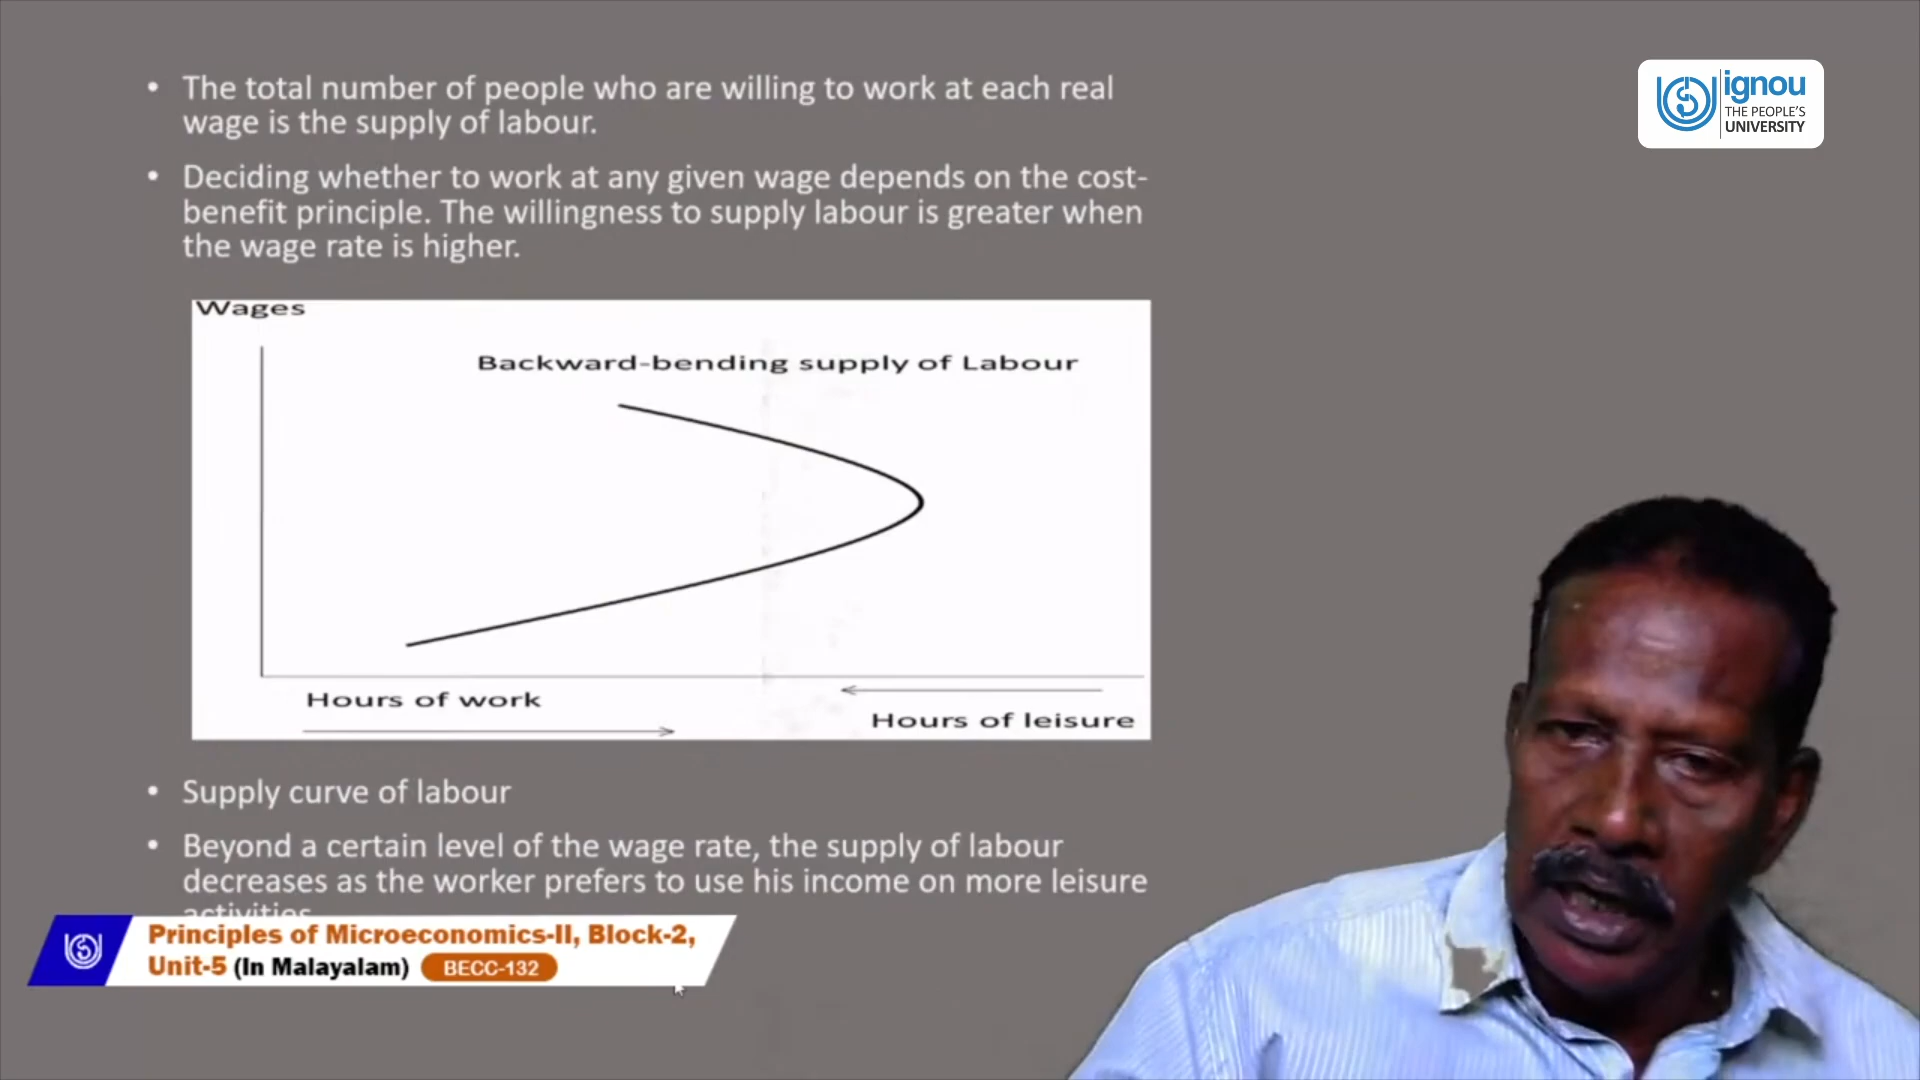 • The total number of people who are willing to work at each real
wage is the supply of labour.
• Deciding whether to work at any given wage depends on the cost-
benefit principle. The willingness to supply labour is greater when
the wage rate is higher.
Wages
Backward-bending supply of Labour
Hours of work
Hours of leisure
• Supply curve of labour
• Beyond a certain level of the wage rate, the supply of labour
decreases as the worker prefers to use his income on more leisure
activities
Principles of Microeconomics-II, Block-2,
Unit-5 (In Malayalam) BECC-132
ignou
THE PEOPLE'S
UNIVERSITY